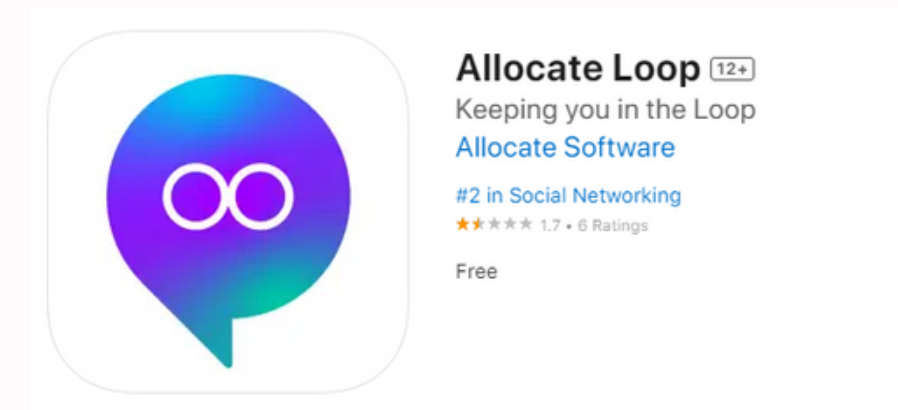 Allocate Loop 12+
Keeping you in the Loop
Allocate Software
#2 in Social Networking
1.7 • 6 Ratings
Free